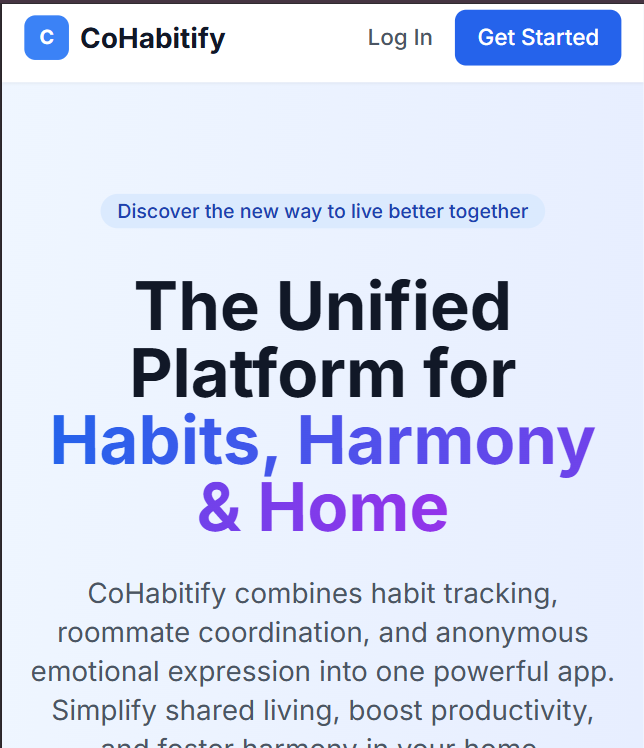 C CoHabitify Log In Get Started
Discover the new way to live better together
The Unified
Platform for
Habits, Harmony
& Home
CoHabitify combines habit tracking,
roommate coordination, and anonymous
emotional expression into one powerful app.
Simplify shared living, boost productivity,
and foster harmony in your home.